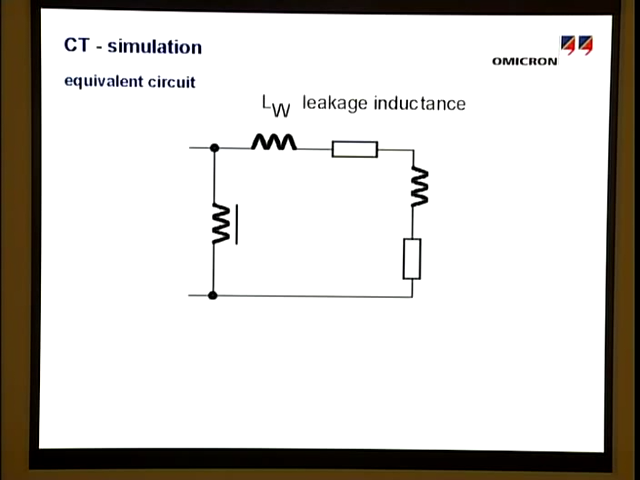 CT - simulation
OMICRON
equivalent circuit
LW leakage inductance